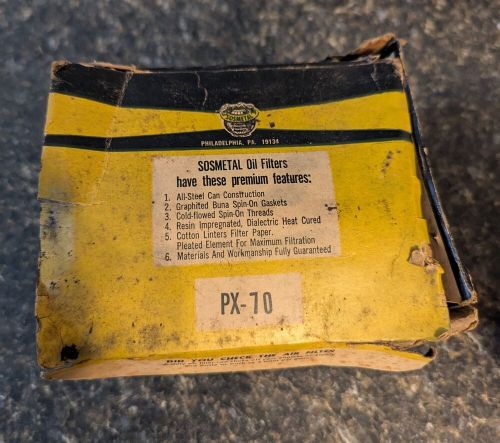 SOSMETAL
PHILADELPHIA, PA. 19134
SOSMETAL Oil Filters
have these premium features:
1. All-Steel Can Construction
2. Graphited Buna Spin-On Gaskets
3. Cold-flowed Spin-On Threads
4. Resin Impregnated, Dialectric Heat Cured
5. Cotton Linters Filter Paper.
Pleated Element For Maximum Filtration
6. Materials And Workmanship Fully Guaranteed
PX-70
DID YOU CHECK THE AIR FILTER